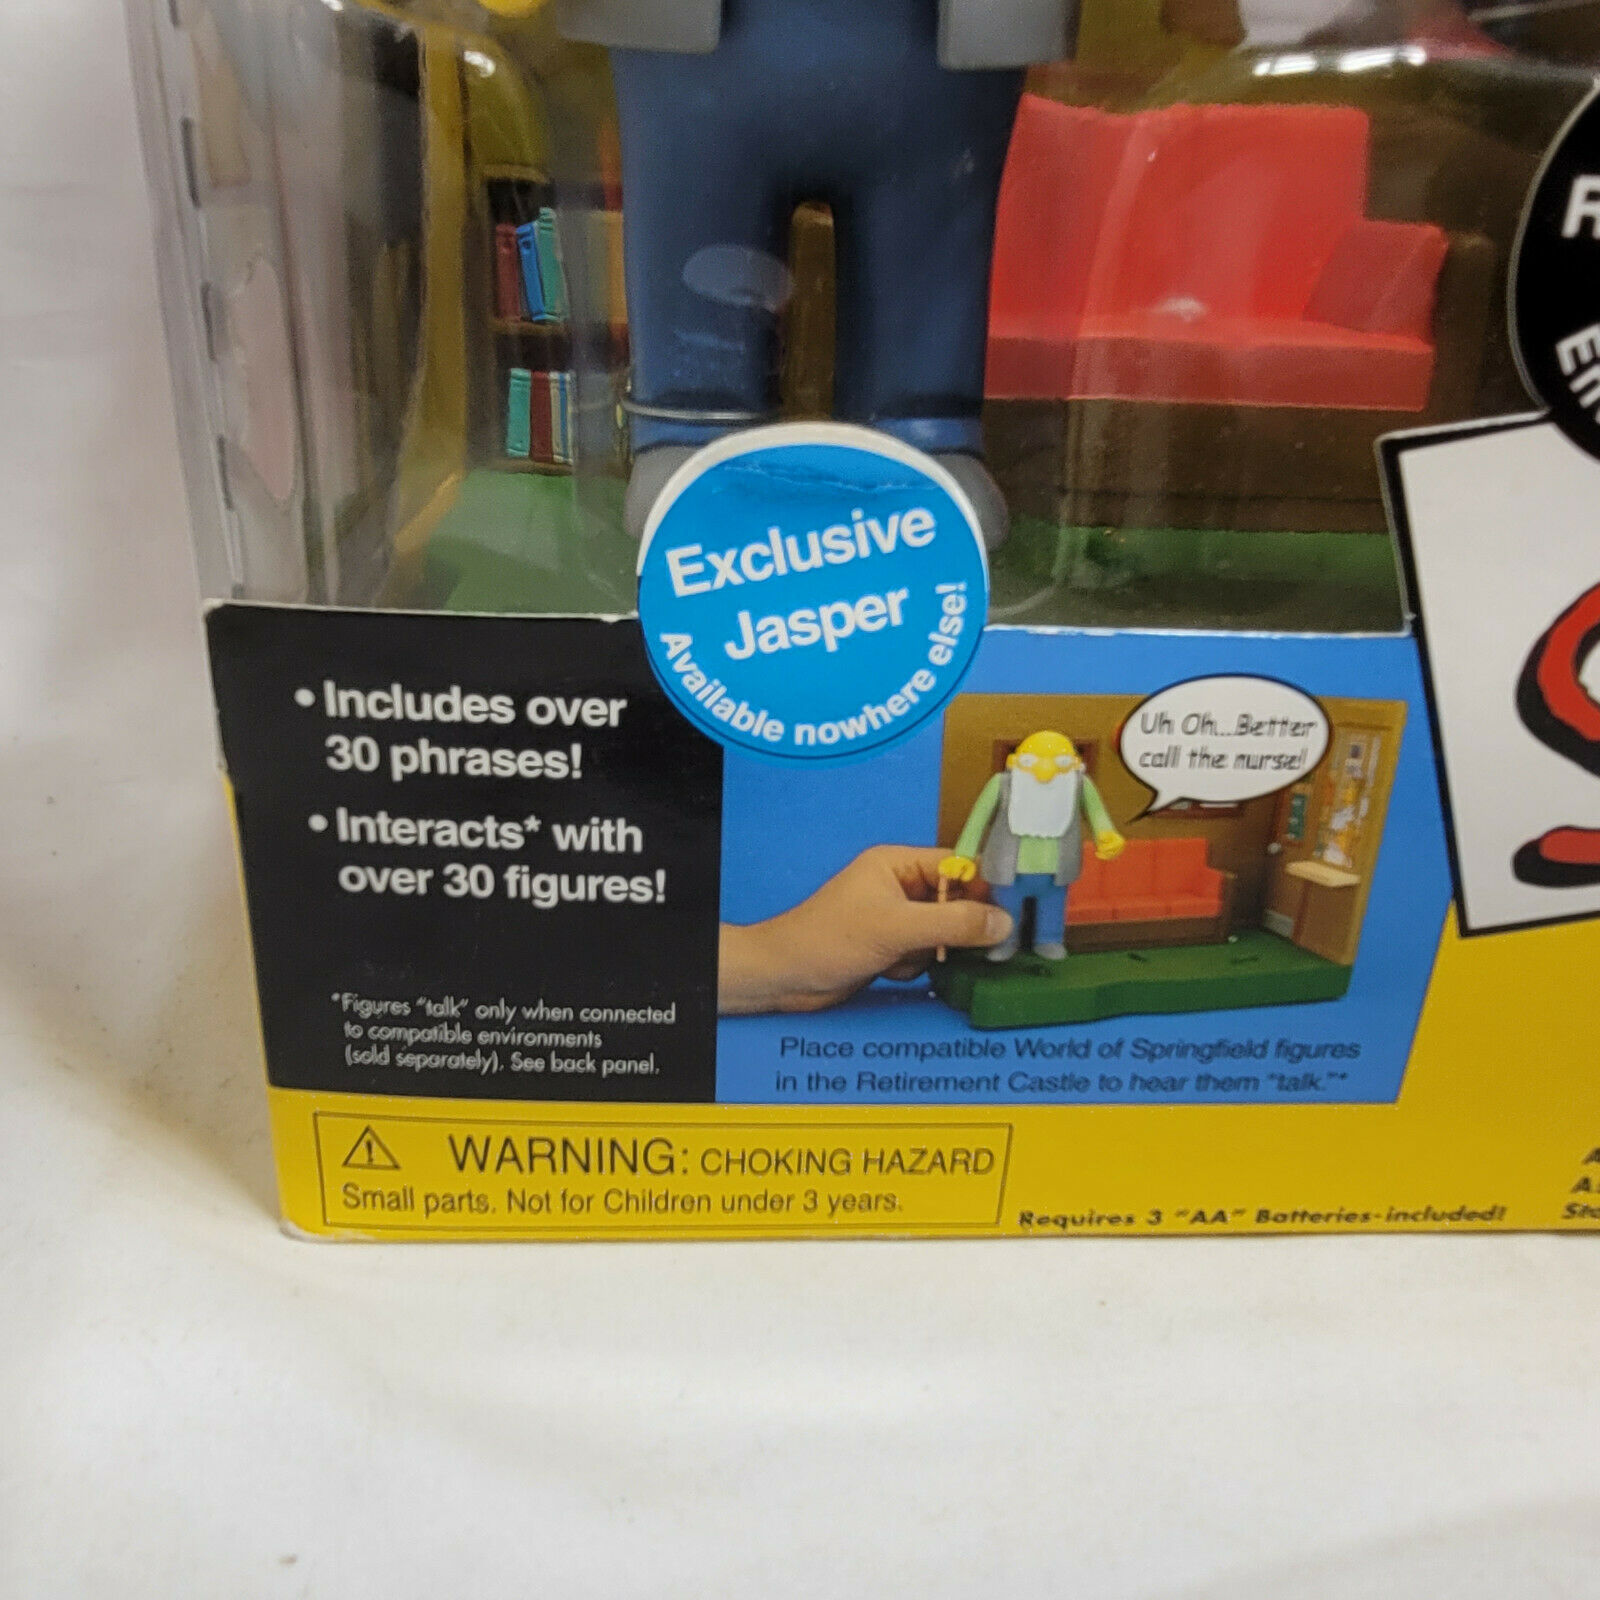 Exclusive
Jasper
Available nowhere else!
• Includes over
30 phrases!
• Interacts* with
over 30 figures!
*Figures "talk" only when connected
to compatible environments
(sold separately). See back panel.
Uh Oh...Better
call the nurse!
Place compatible World of Springfield figures
in the Retirement Castle to hear them "talk."*
WARNING: CHOKING HAZARD
Small parts. Not for Children under 3 years.
Requires 3 "AA" Batteries-included!